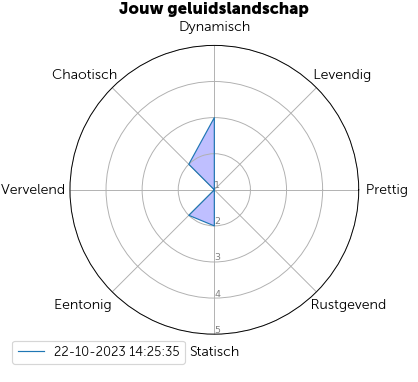 Jouw geluidslandschap
Dynamisch
Chaotisch
Levendig
Vervelend
1
Prettig
2
3
4
Eentonig
Rustgevend
5
22-10-2023 14:25:35
Statisch